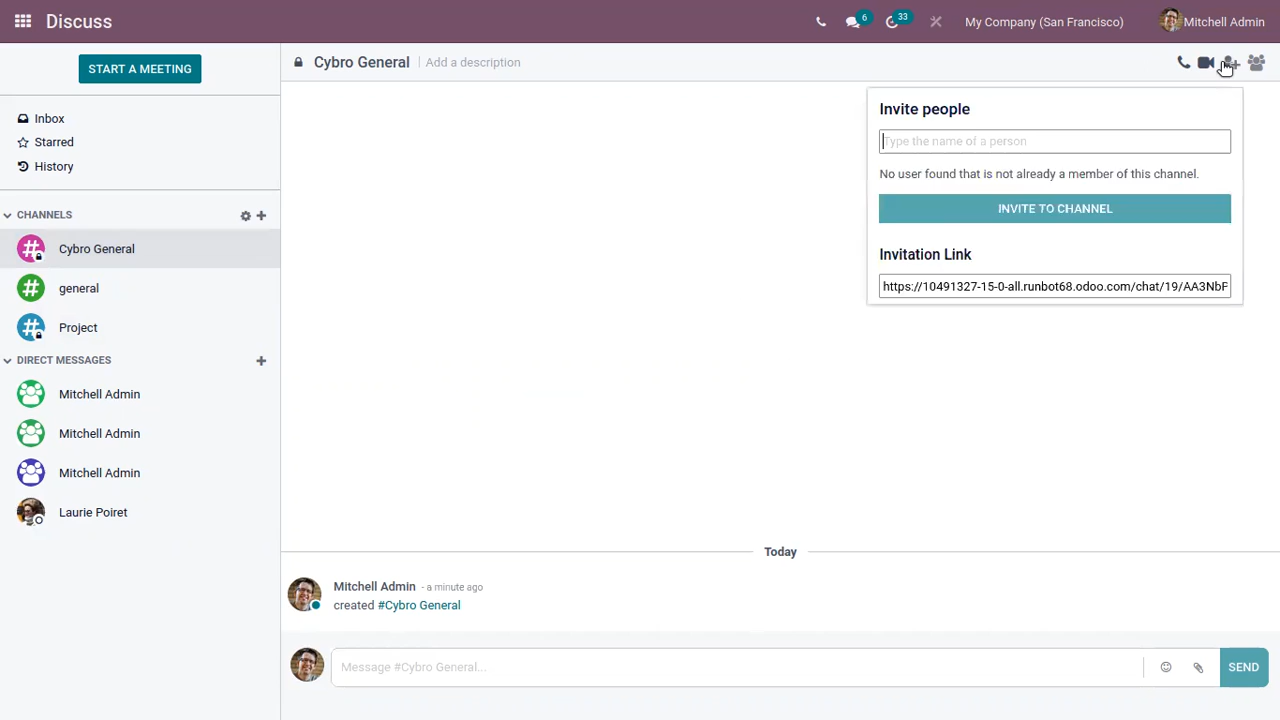 Discuss
6
33
My Company (San Francisco)
Mitchell Admin
START A MEETING
Inbox
Starred
History
CHANNELS
Cybro General
general
Project
DIRECT MESSAGES
Mitchell Admin
Mitchell Admin
Mitchell Admin
Laurie Poiret
Cybro General
Add a description
Invite people
Type the name of a person
No user found that is not already a member of this channel.
INVITE TO CHANNEL
Invitation Link
https://10491327-15-0-all.runbot68.odoo.com/chat/19/AA3NbF
Today
Mitchell Admin - a minute ago
created #Cybro General
Message #Cybro General...
SEND